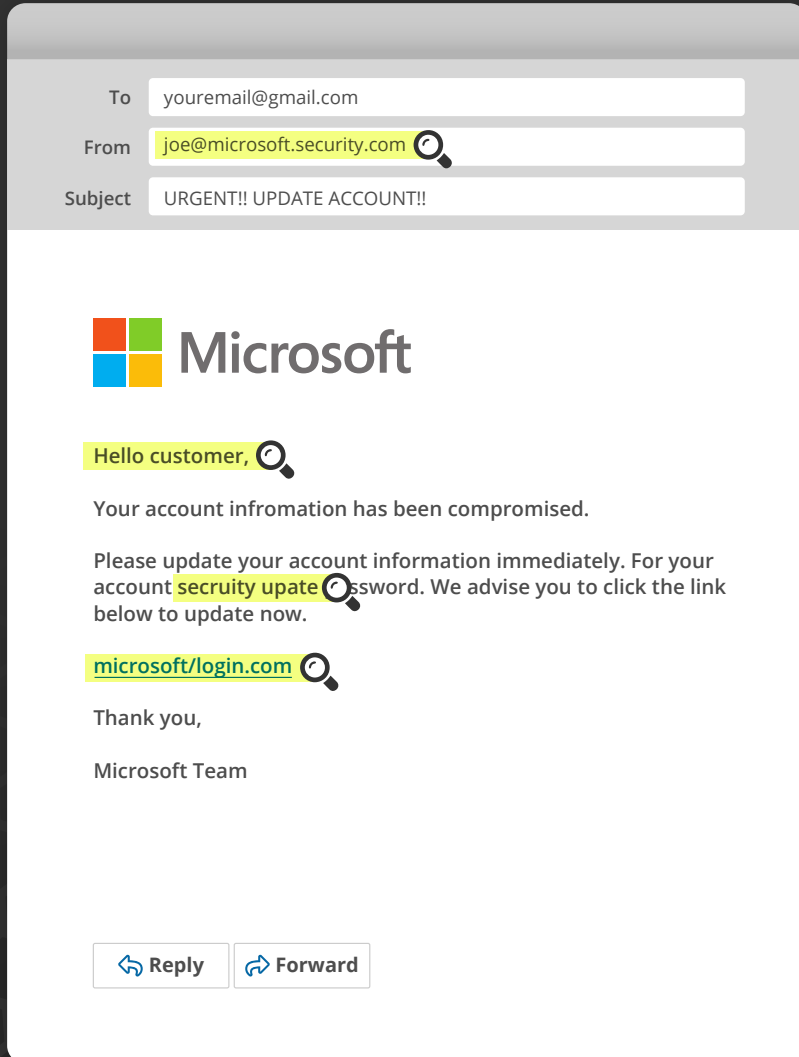 To youremail@gmail.com
From joe@microsoft.security.com
Subject URGENT!! UPDATE ACCOUNT!!
Microsoft
Hello customer,
Your account infromation has been compromised.
Please update your account information immediately. For your
account secruity upate ssword. We advise you to click the link
below to update now.
microsoft/login.com
Thank you,
Microsoft Team
Reply Forward